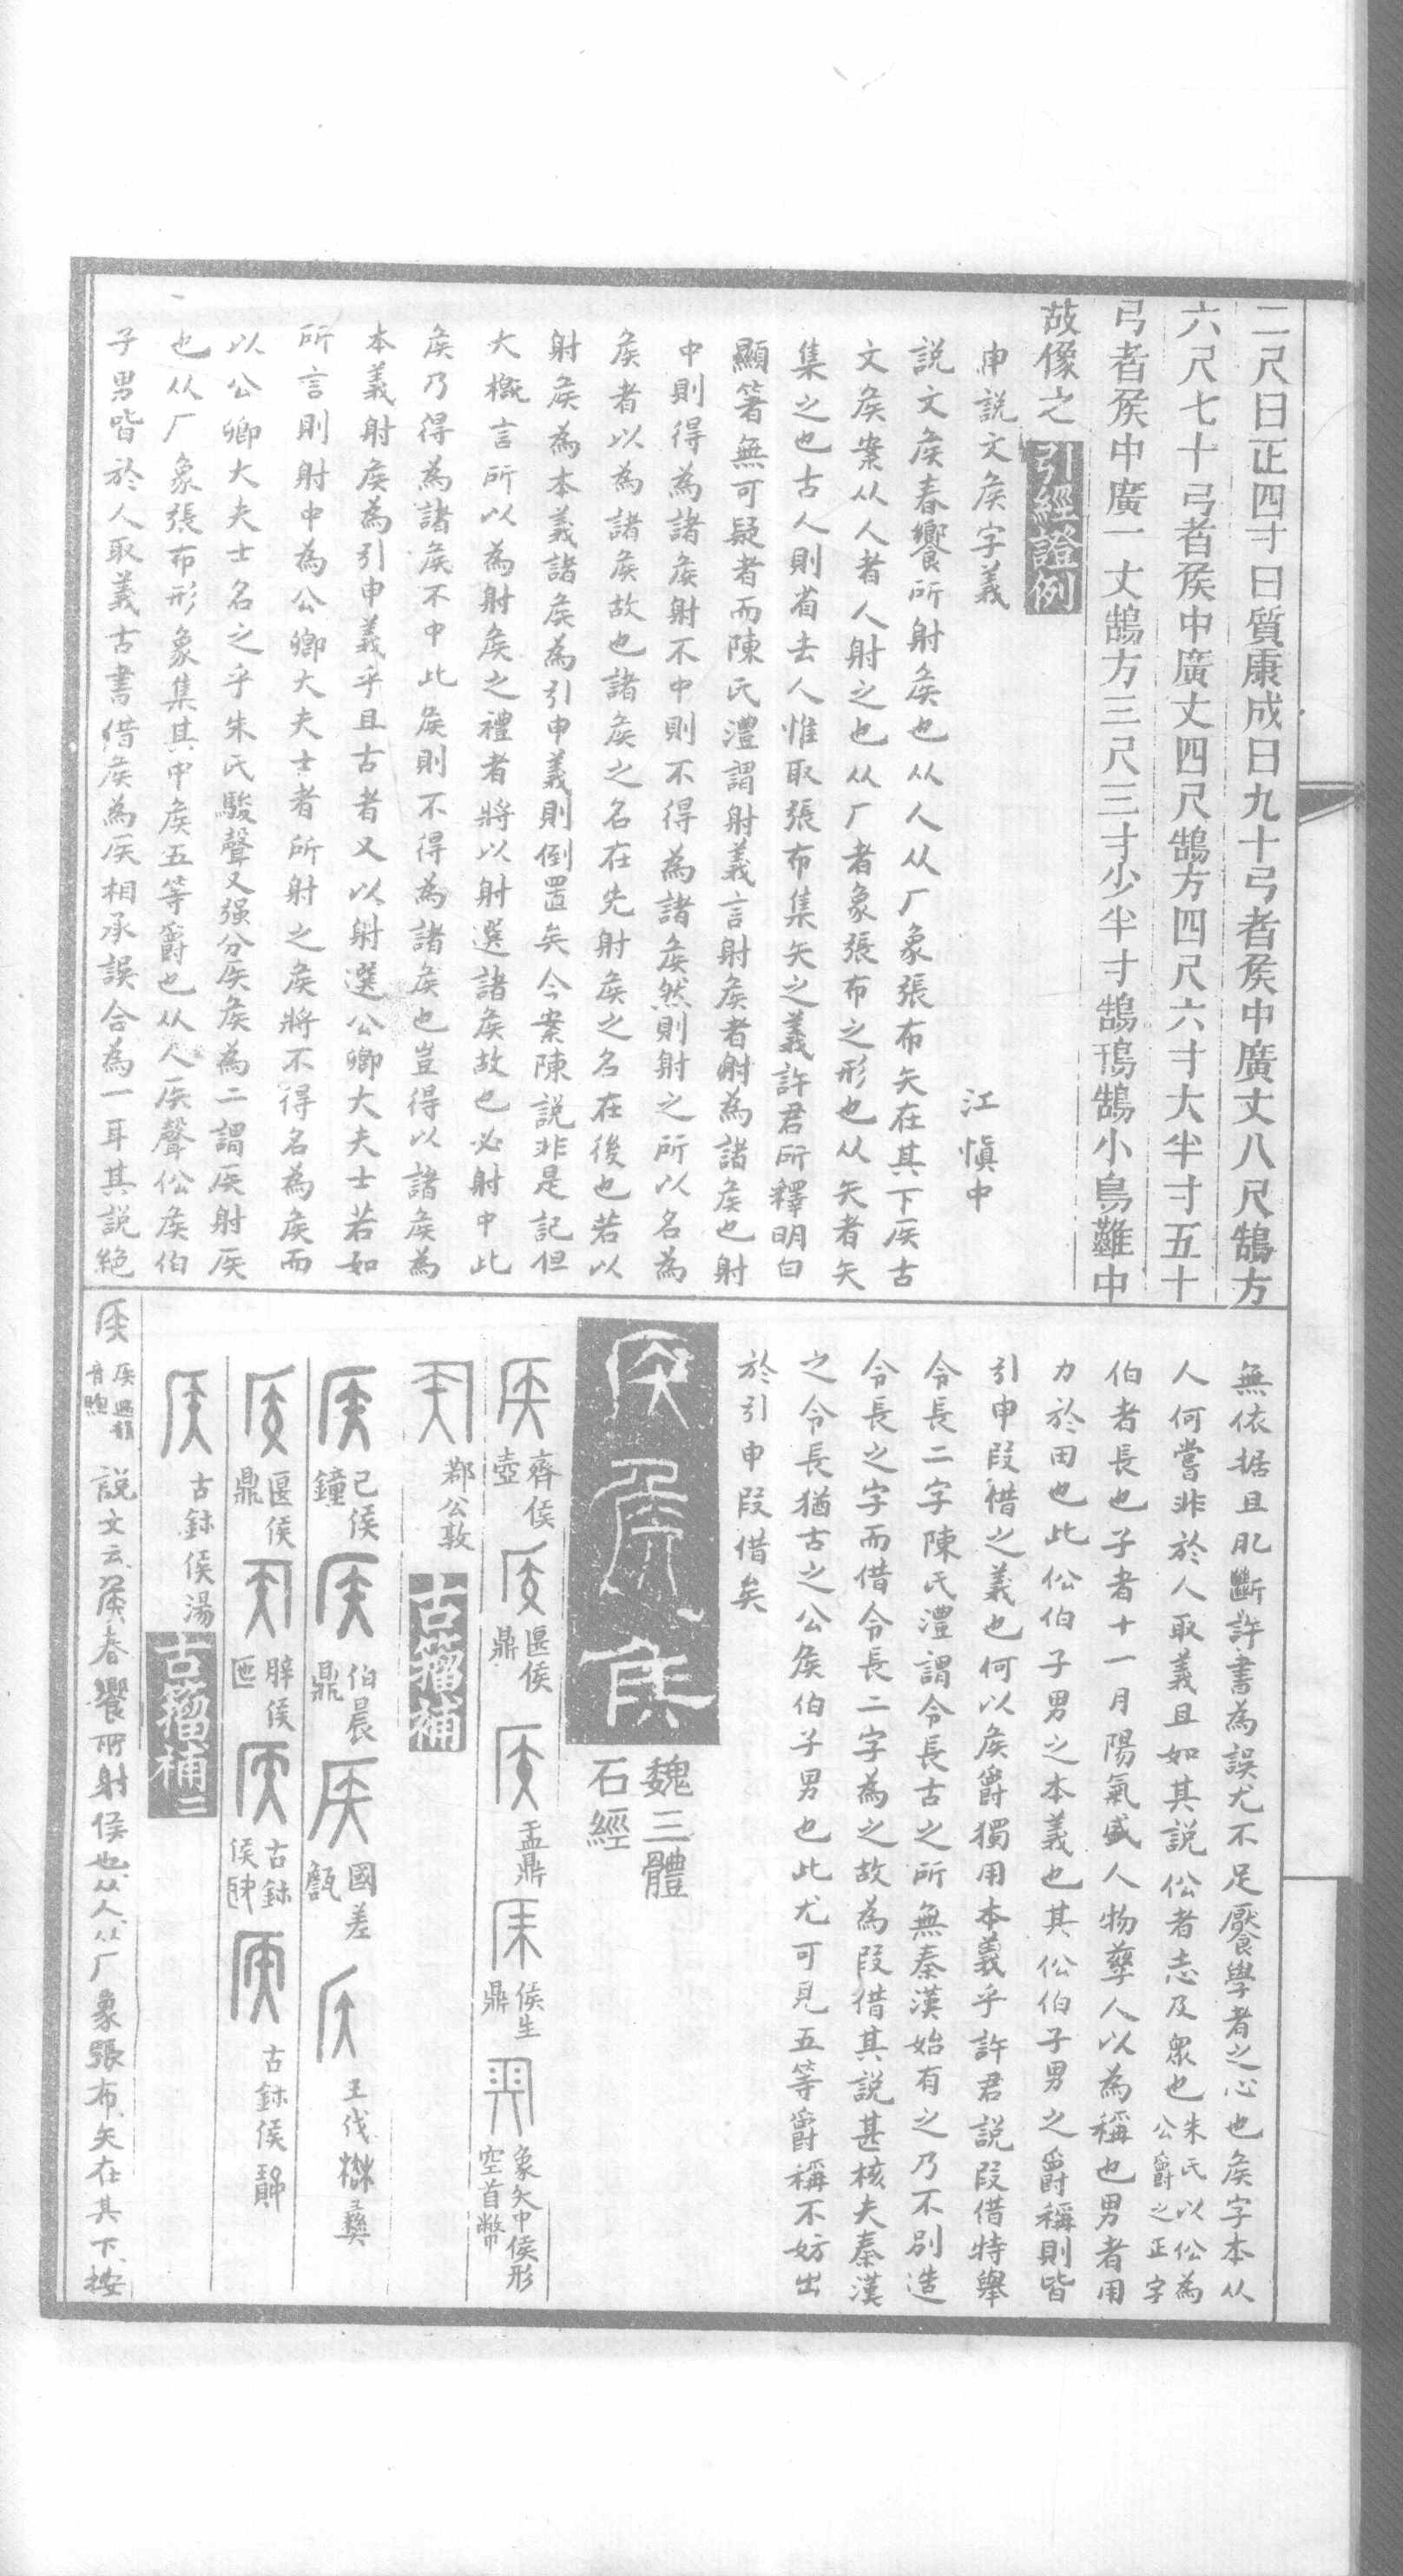 二尺曰正四寸曰質康成曰九十弓者矦中廣丈八尺鵠方
六尺七十弓者矦中廣丈四尺鵠方四尺六寸大半寸五十
弓者矦中廣一丈鵠方三尺三寸少半寸鵠鳱鵠小鳥難中
故像之 引經證例
申說文矦字義
江慎中
說文矦春饗所射矦也从人从厂象張布矢在其下㕈古
文矦案从人者人射之也从厂者象張布之形也从矢者矢
集之也古人則省去人惟取張布集矢之義許君所釋明白
顯箸無可疑者而陳氏澧謂射義言射矦者射為諸矦也射
中則得為諸矦射不中則不得為諸矦然則射之所以名為
矦者以為諸矦故也諸矦之名在先射矦之名在後也若以
射矦為本義諸矦為引申義則倒置矣今案陳說非是記但
大概言所以為射矦之禮者將以射選諸矦故也必射中此
矦乃得為諸矦不中此矦則不得為諸矦也豈得以諸矦為
本義射矦為引申義乎且古者又以射選公卿大夫士若如
所言則射中為公卿大夫士者所射之矦將不得名為矦而
以公卿大夫士名之乎朱氏駿聲又强分㕈矦為二謂㕈射㕈
也从厂象張布形象集其中矦五等爵也从人㕈聲伀矦伯
子男皆於人取義古書借矦為㕈相承誤合為一耳其說絕
無依据且肊斷許書為誤尤不足饜學者之心也矦字本从
人何嘗非於人取義且如其說伀者志及眾也朱氏以伀為公爵之正字
伯者長也子者十一月陽氣盛人物孳人以為稱也男者用
力於田也此伀伯子男之本義也其伀伯子男之爵稱則皆
引申叚借之義也何以矦爵獨用本義乎許君說叚借特舉
令長二字陳氏澧謂令長古之所無秦漢始有之乃不別造
令長之字而借令長二字為之故為叚借其說甚核夫秦漢
之令長猶古之公矦伯子男也此尤可見五等爵稱不妨出
於引申叚借矣
㕈矦侯 魏三體石經
齊侯壺 匽侯鼎 盂鼎 侯生鼎 象矢中侯形空首幣
鄀公敦 古籀補
己侯鐘 伯晨鼎 國差𦉜 王伐彝
匽侯鼎 侯匜 古鉨侯 古鉨侯
古鉨侯湯 古籀補二
㕈 說文云矦春饗所射侯也从人从厂象張布矢在其下按